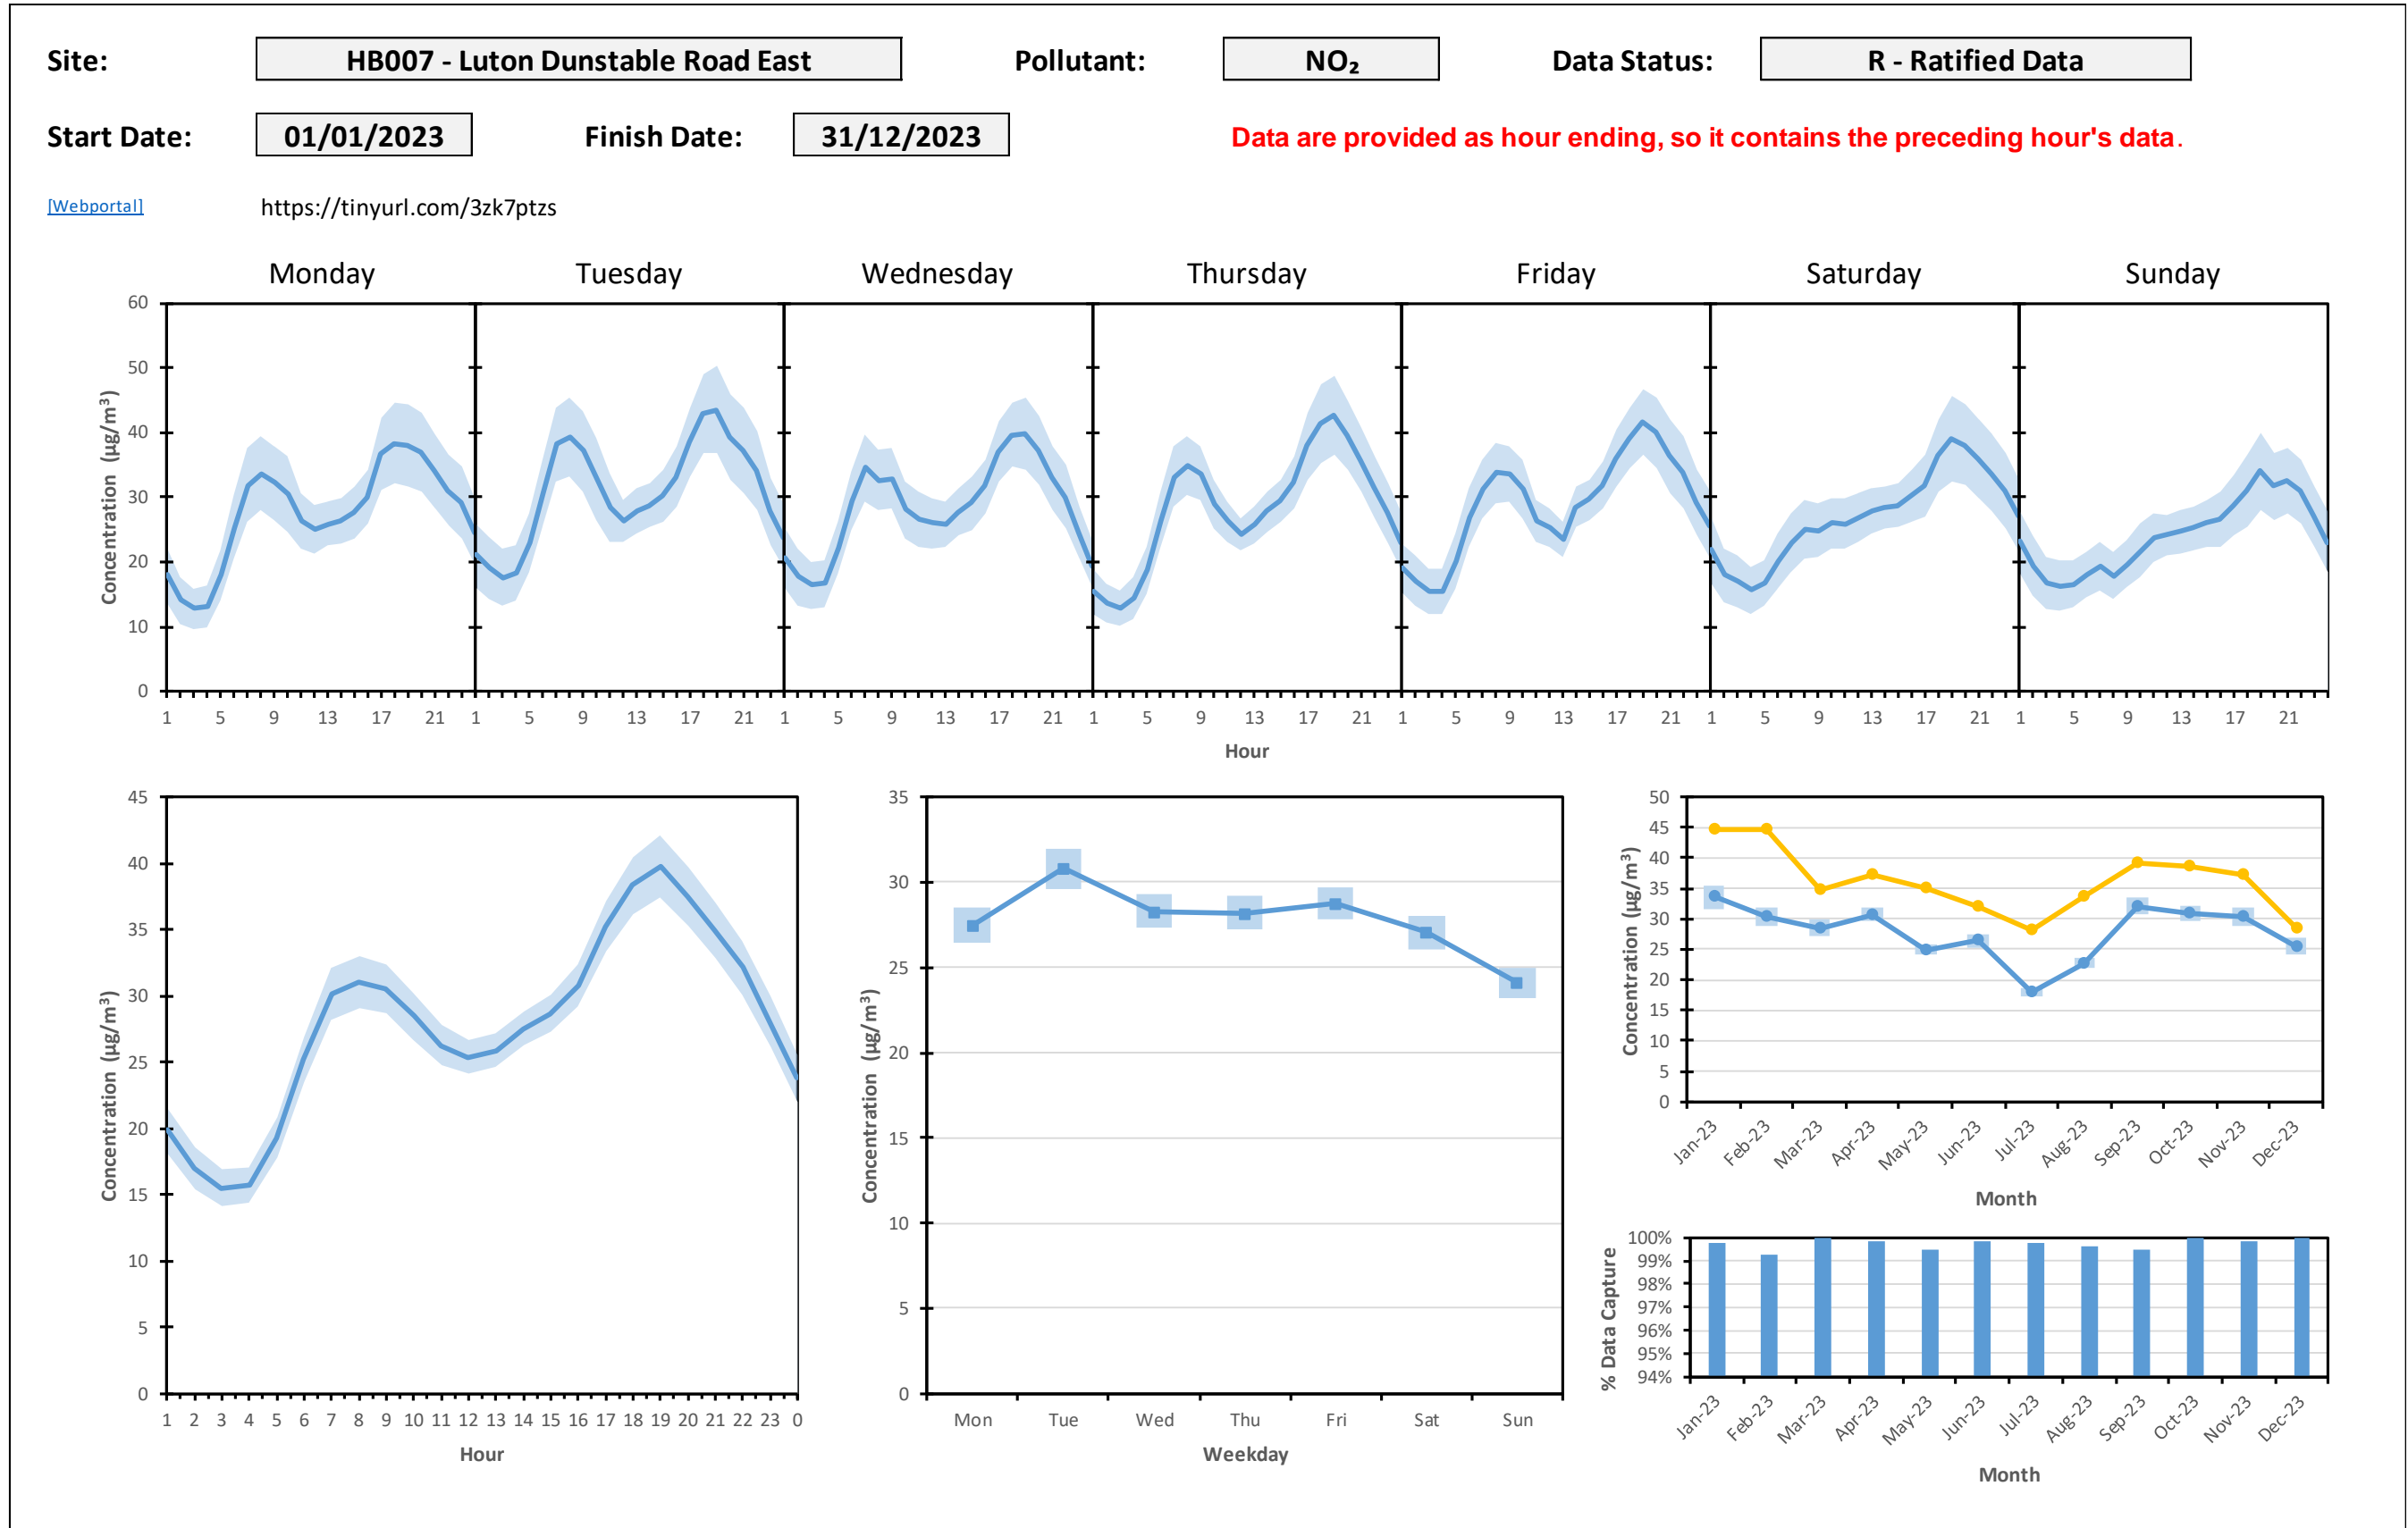 Site: HB007 - Luton Dunstable Road East Pollutant: NO₂ Data Status: R - Ratified Data
Start Date: 01/01/2023 Finish Date: 31/12/2023 Data are provided as hour ending, so it contains the preceding hour's data.
[Webportal] https://tinyurl.com/3zk7ptzs
Monday Tuesday Wednesday Thursday Friday Saturday Sunday
Concentration (µg/m³)
60
50
40
30
20
10
0
1 5 9 13 17 21 1 5 9 13 17 21 1 5 9 13 17 21 1 5 9 13 17 21 1 5 9 13 17 21 1 5 9 13 17 21 1 5 9 13 17 21
Hour
Concentration (µg/m³)
45
40
35
30
25
20
15
10
5
0
1 2 3 4 5 6 7 8 9 10 11 12 13 14 15 16 17 18 19 20 21 22 23 0
Hour
Concentration (µg/m³)
35
30
25
20
15
10
5
0
Mon Tue Wed Thu Fri Sat Sun
Weekday
Concentration (µg/m³)
50
45
40
35
30
25
20
15
10
5
0
Jan-23 Feb-23 Mar-23 Apr-23 May-23 Jun-23 Jul-23 Aug-23 Sep-23 Oct-23 Nov-23 Dec-23
Month
% Data Capture
100%
99%
98%
97%
96%
95%
94%
Jan-23 Feb-23 Mar-23 Apr-23 May-23 Jun-23 Jul-23 Aug-23 Sep-23 Oct-23 Nov-23 Dec-23
Month